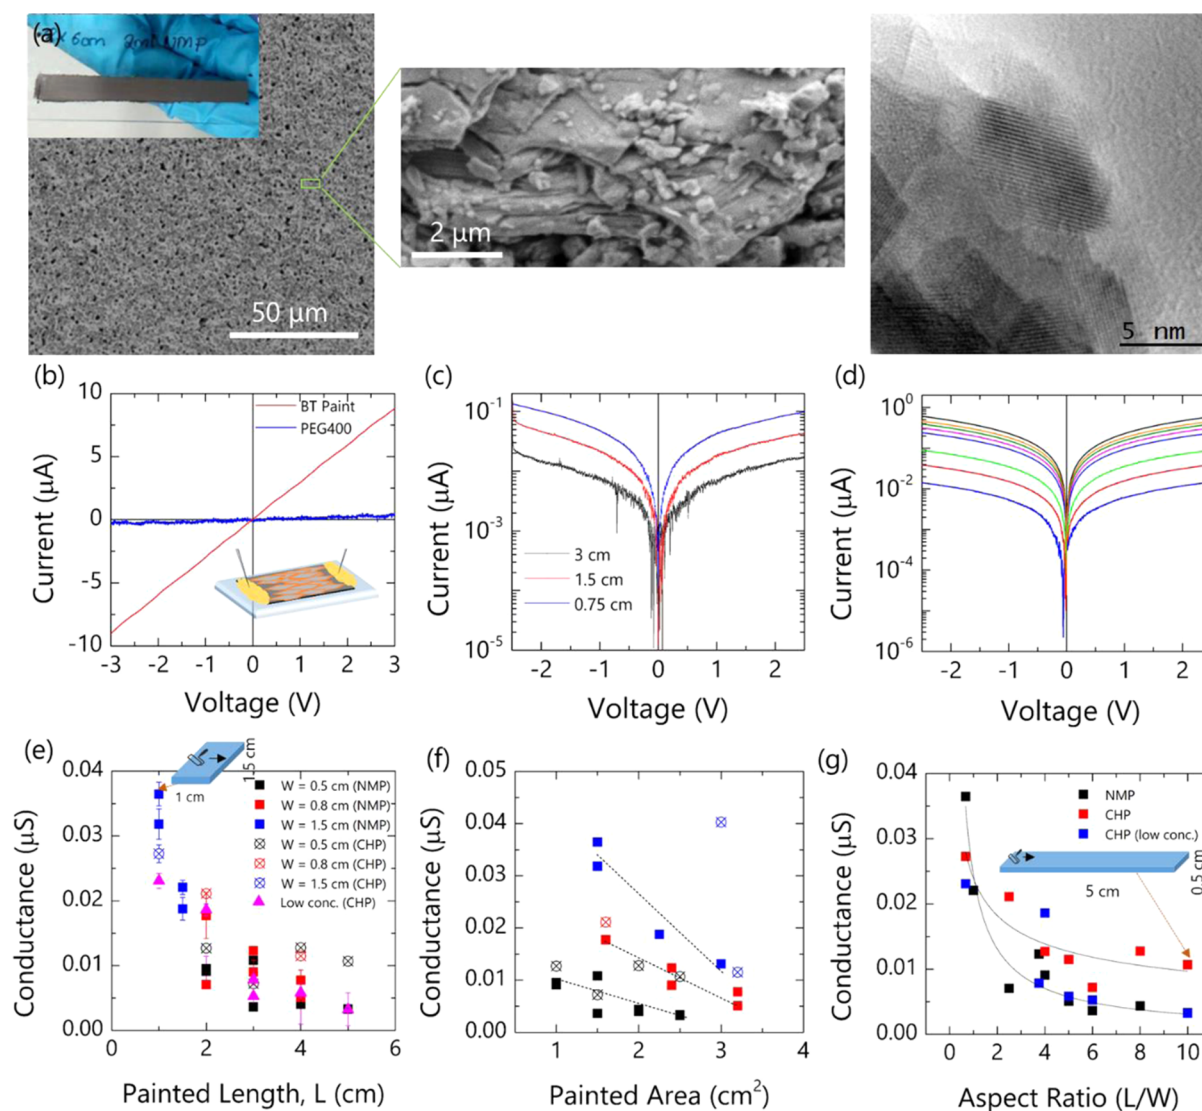 (a)
6cm 2ml NMP
50 μm
2 μm
5 nm
(b)
10
5
0
-5
-10
Current (μA)
BT Paint
PEG400
-3 -2 -1 0 1 2 3
Voltage (V)
(c)
10⁻¹
10⁻³
10⁻⁵
Current (μA)
3 cm
1.5 cm
0.75 cm
-2 -1 0 1 2
Voltage (V)
(d)
10⁰
10⁻²
10⁻⁴
10⁻⁶
Current (μA)
-2 -1 0 1 2
Voltage (V)
(e)
1 cm
1.5 cm
0.04
0.03
0.02
0.01
0.00
Conductance (μS)
W = 0.5 cm (NMP)
W = 0.8 cm (NMP)
W = 1.5 cm (NMP)
W = 0.5 cm (CHP)
W = 0.8 cm (CHP)
W = 1.5 cm (CHP)
Low conc. (CHP)
0 2 4 6
Painted Length, L (cm)
(f)
0.05
0.04
0.03
0.02
0.01
0.00
Conductance (μS)
1 2 3 4
Painted Area (cm²)
(g)
0.04
0.03
0.02
0.01
0.00
Conductance (μS)
NMP
CHP
CHP (low conc.)
5 cm
0.5 cm
0 2 4 6 8 10
Aspect Ratio (L/W)